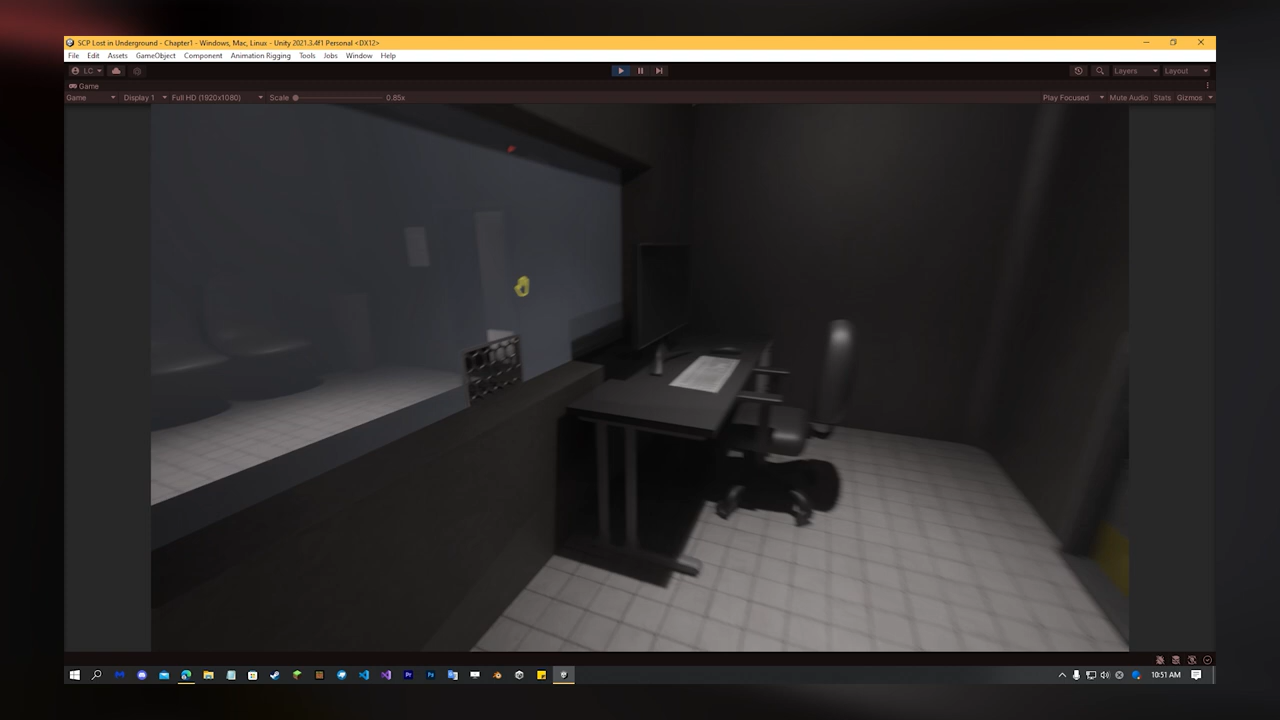 SCP Lost in Underground - Chapter1 - Windows, Mac, Linux - Unity 2021.3.4f1 Personal <DX12>
File Edit Assets GameObject Component Animation Rigging Tools Jobs Window Help
LC Layers Layout
Game
Game Display 1 Full HD (1920x1080) Scale 0.85x Play Focused Mute Audio Stats Gizmos
10:51 AM